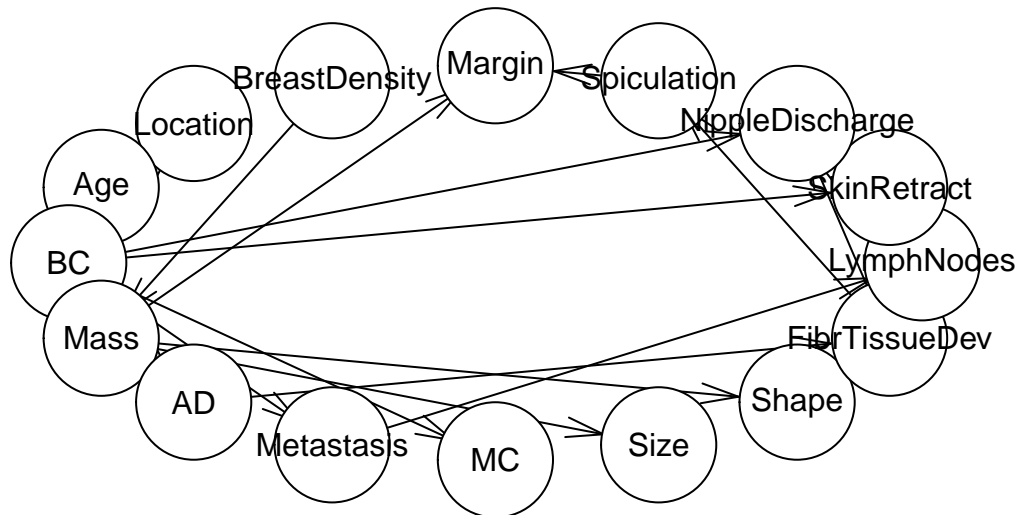 Margin
BreastDensity
Spiculation
Location
NippleDischarge
Age
SkinRetract
BC
LymphNodes
Mass
FibrTissueDev
AD
Shape
Metastasis
MC
Size